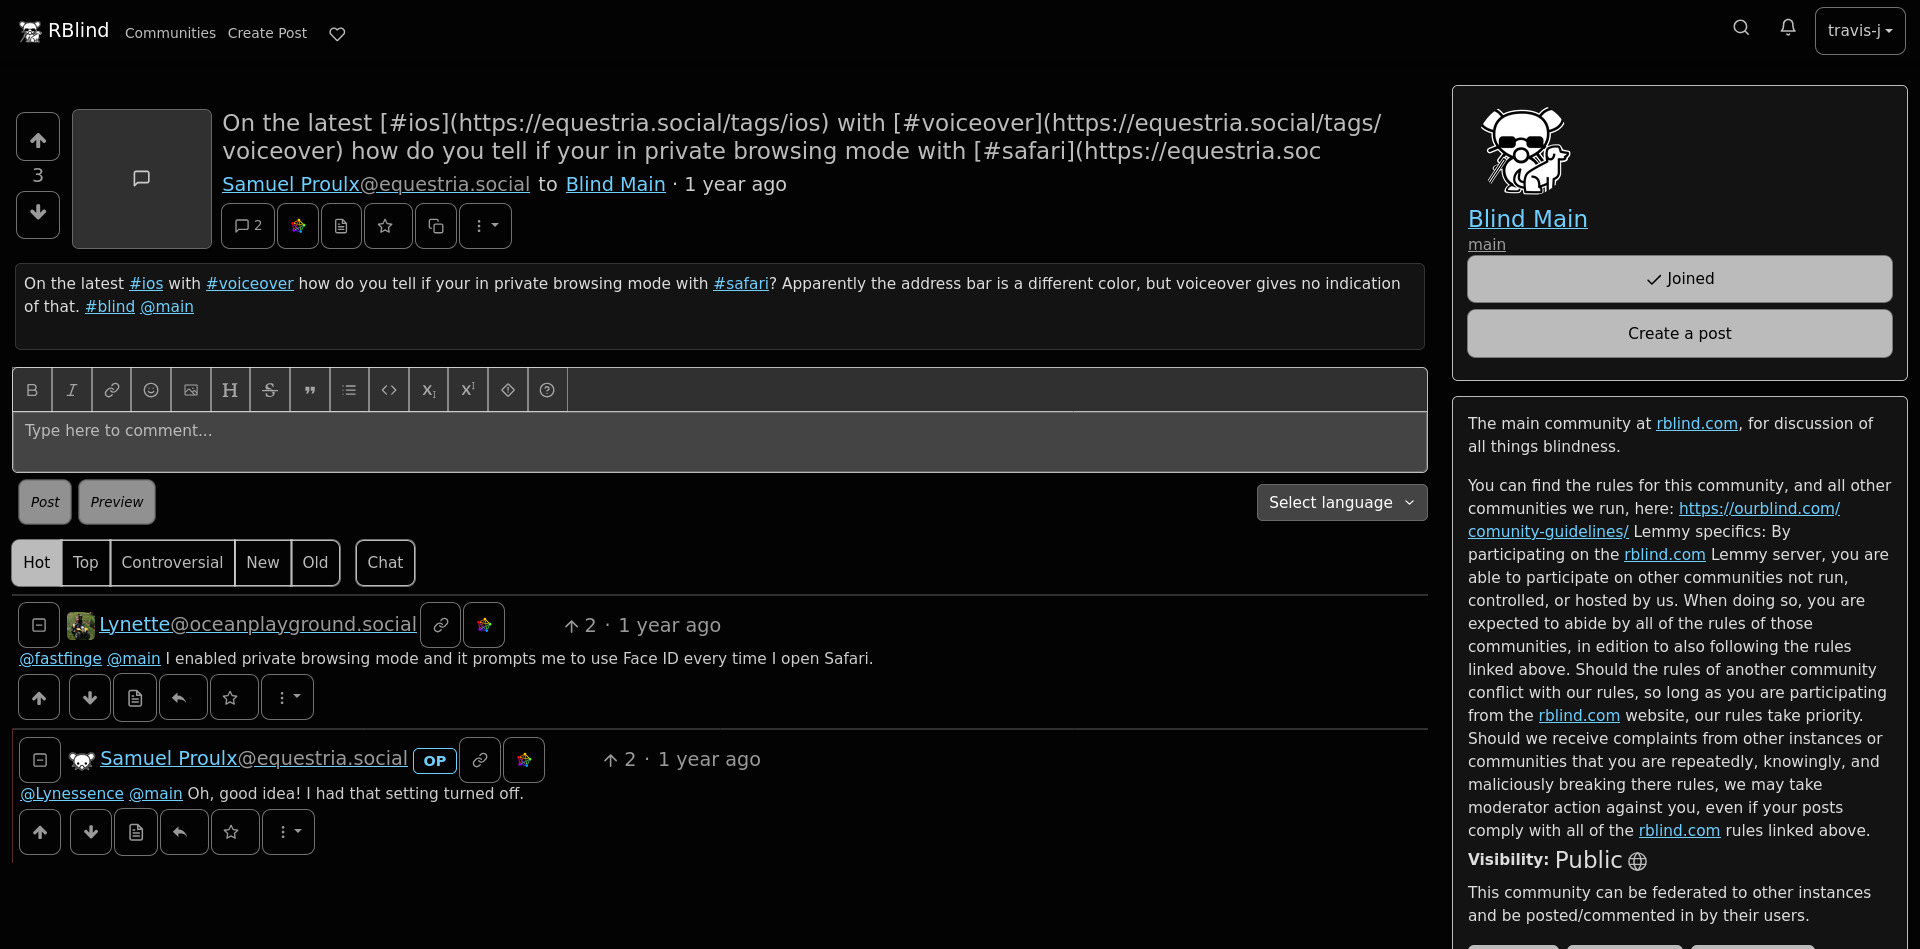 RBlind
Communities
Create Post
travis-j
3
On the latest [#ios](https://equestria.social/tags/ios) with [#voiceover](https://equestria.social/tags/
voiceover) how do you tell if your in private browsing mode with [#safari](https://equestria.soc
Samuel Proulx@equestria.social to Blind Main · 1 year ago
2
On the latest #ios with #voiceover how do you tell if your in private browsing mode with #safari? Apparently the address bar is a different color, but voiceover gives no indication
of that. #blind @main
Type here to comment...
Post
Preview
Select language
Hot
Top
Controversial
New
Old
Chat
Lynette@oceanplayground.social
2 · 1 year ago
@fastfinge @main I enabled private browsing mode and it prompts me to use Face ID every time I open Safari.
Samuel Proulx@equestria.social
OP
2 · 1 year ago
@Lynessence @main Oh, good idea! I had that setting turned off.
Blind Main
main
Joined
Create a post
The main community at rblind.com, for discussion of
all things blindness.
You can find the rules for this community, and all other
communities we run, here: https://ourblind.com/
comunity-guidelines/ Lemmy specifics: By
participating on the rblind.com Lemmy server, you are
able to participate on other communities not run,
controlled, or hosted by us. When doing so, you are
expected to abide by all of the rules of those
communities, in edition to also following the rules
linked above. Should the rules of another community
conflict with our rules, so long as you are participating
from the rblind.com website, our rules take priority.
Should we receive complaints from other instances or
communities that you are repeatedly, knowingly, and
maliciously breaking there rules, we may take
moderator action against you, even if your posts
comply with all of the rblind.com rules linked above.
Visibility: Public
This community can be federated to other instances
and be posted/commented in by their users.